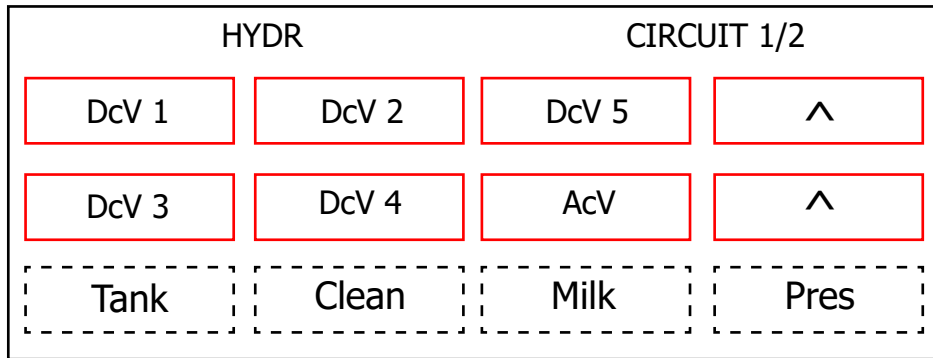 HYDR CIRCUIT 1/2
DcV 1 DcV 2 DcV 5 ^
DcV 3 DcV 4 AcV ^
Tank Clean Milk Pres